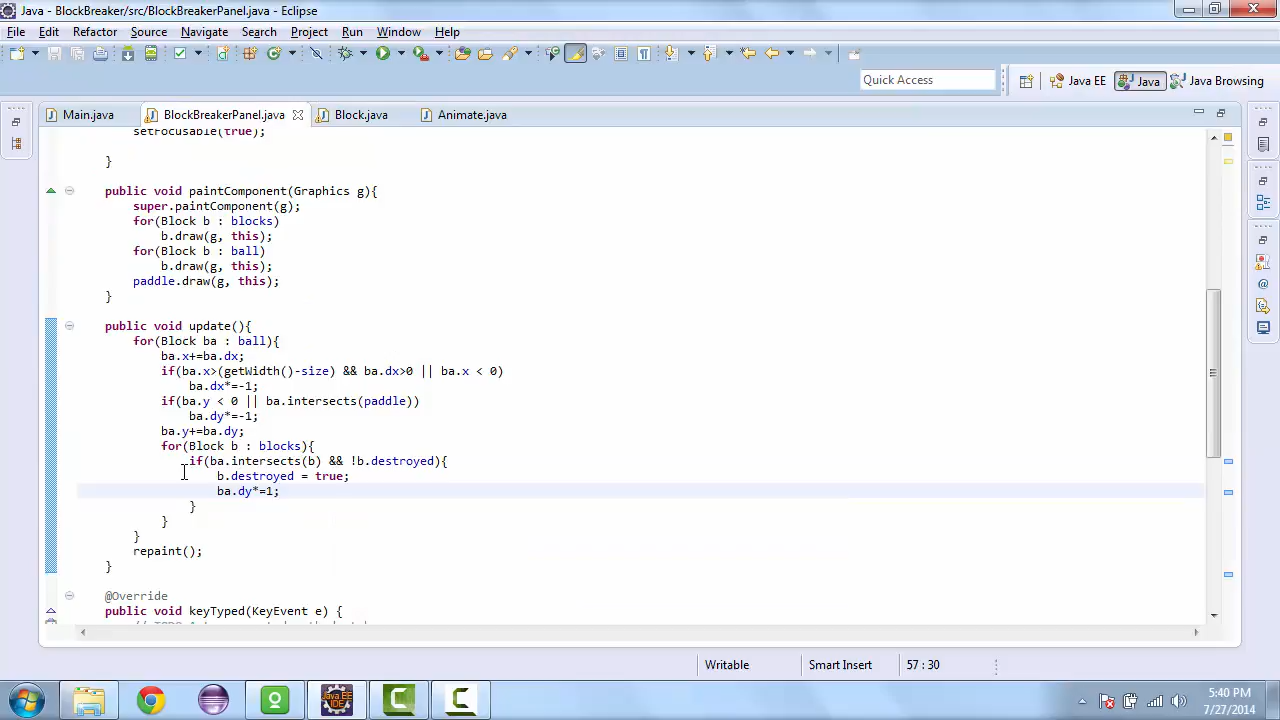 Java - BlockBreaker/src/BlockBreakerPanel.java - Eclipse
File Edit Refactor Source Navigate Search Project Run Window Help
Quick Access
Java EE Java Java Browsing
Main.java BlockBreakerPanel.java Block.java Animate.java
setFocusable(true);
}
public void paintComponent(Graphics g){
super.paintComponent(g);
for(Block b : blocks)
b.draw(g, this);
for(Block b : ball)
b.draw(g, this);
paddle.draw(g, this);
}
public void update(){
for(Block ba : ball){
ba.x+=ba.dx;
if(ba.x>(getWidth()-size) && ba.dx>0 || ba.x < 0)
ba.dx*=-1;
if(ba.y < 0 || ba.intersects(paddle))
ba.dy*=-1;
ba.y+=ba.dy;
for(Block b : blocks){
if(ba.intersects(b) && !b.destroyed){
b.destroyed = true;
ba.dy*=1;
}
}
}
repaint();
}
@Override
public void keyTyped(KeyEvent e) {
Writable Smart Insert 57 : 30
Java EE IDE
5:40 PM
7/27/2014